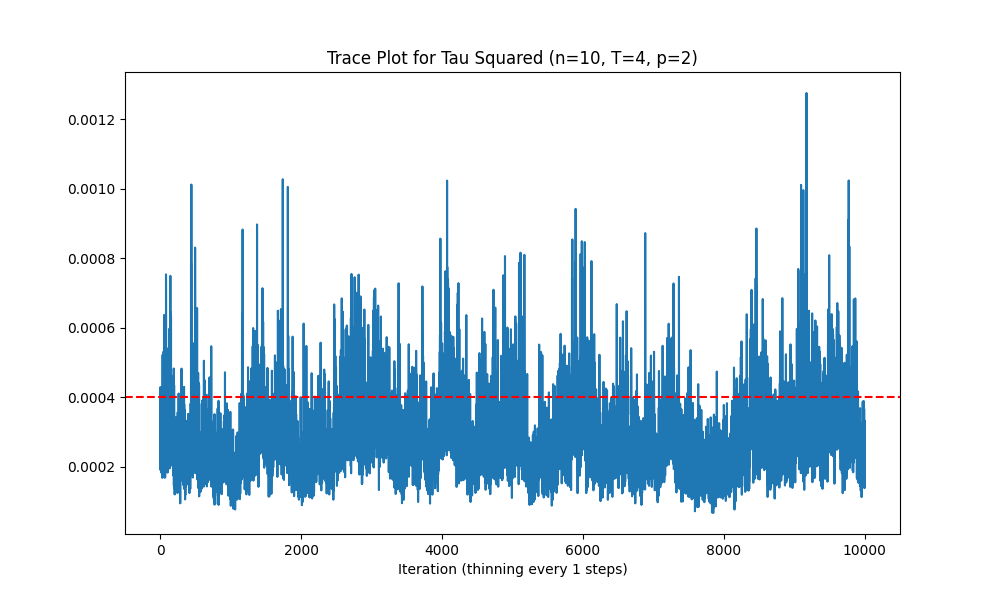 Trace Plot for Tau Squared (n=10, T=4, p=2)
0.0012
0.0010
0.0008
0.0006
0.0004
0.0002
0 2000 4000 6000 8000 10000
Iteration (thinning every 1 steps)